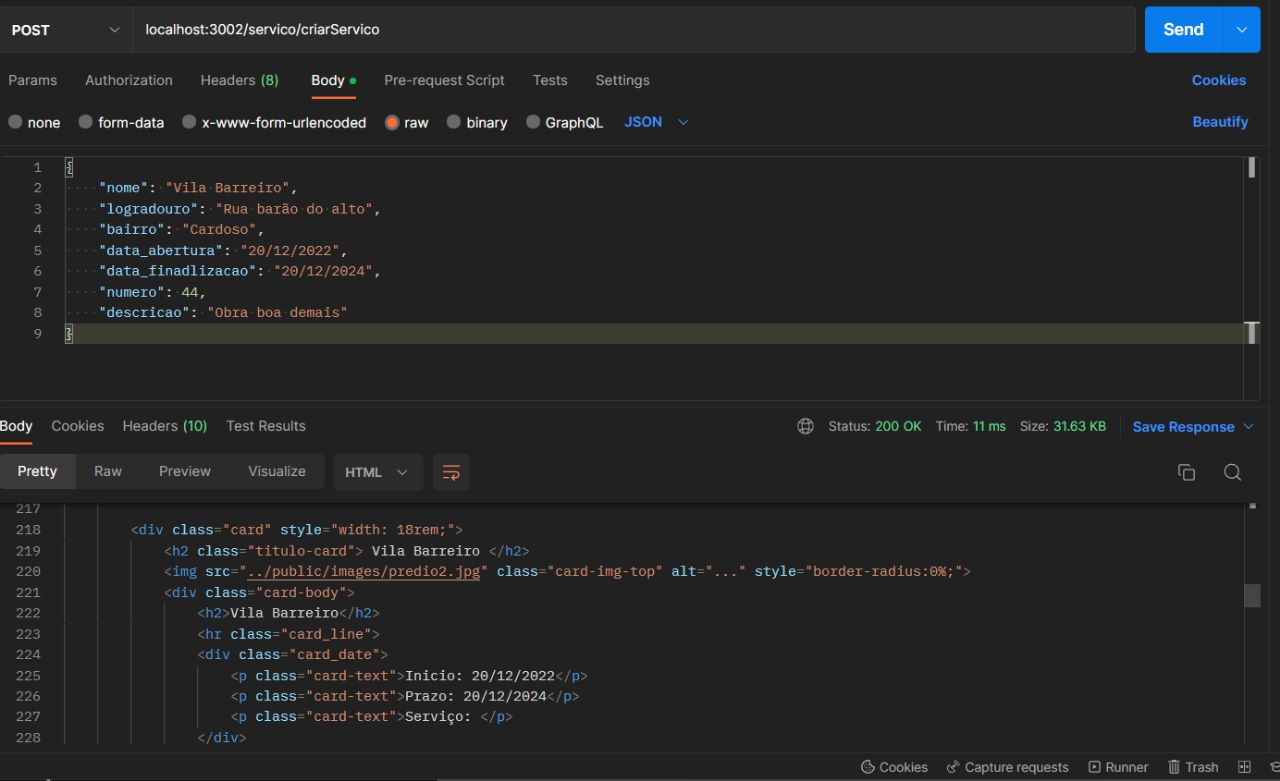 POST localhost:3002/servico/criarServico Send
Params Authorization Headers (8) Body Pre-request Script Tests Settings Cookies
none form-data x-www-form-urlencoded raw binary GraphQL JSON Beautify
1 {
2 "nome": "Vila Barreiro",
3 "logradouro": "Rua barão do alto",
4 "bairro": "Cardoso",
5 "data_abertura": "20/12/2022",
6 "data_finadlizacao": "20/12/2024",
7 "numero": 44,
8 "descricao": "Obra boa demais"
9 }
Body Cookies Headers (10) Test Results Status: 200 OK Time: 11 ms Size: 31.63 KB Save Response
Pretty Raw Preview Visualize HTML
217
218 <div class="card" style="width: 18rem;">
219 <h2 class="titulo-card"> Vila Barreiro </h2>
220 <img src="../public/images/predio2.jpg" class="card-img-top" alt="..." style="border-radius:0%;">
221 <div class="card-body">
222 <h2>Vila Barreiro</h2>
223 <hr class="card_line">
224 <div class="card_date">
225 <p class="card-text">Inicio: 20/12/2022</p>
226 <p class="card-text">Prazo: 20/12/2024</p>
227 <p class="card-text">Serviço: </p>
228 </div>
Cookies Capture requests Runner Trash